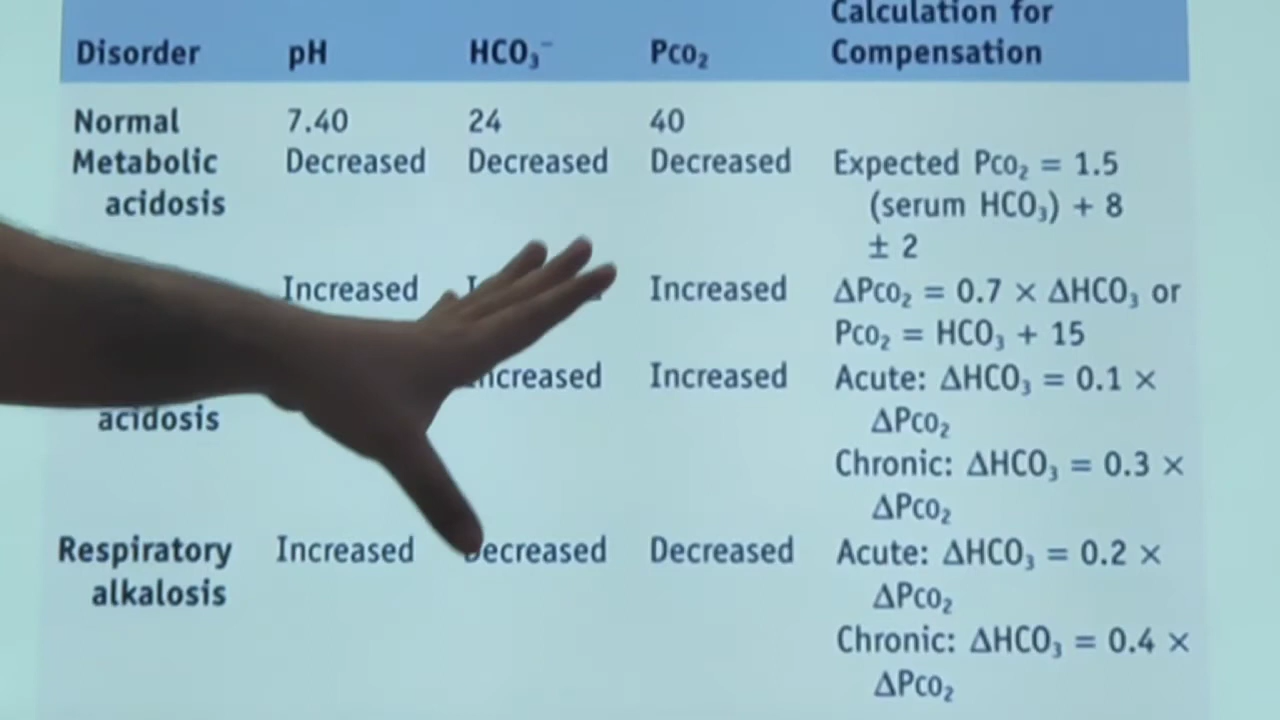 Calculation for
Disorder pH HCO₃⁻ Pco₂ Compensation
Normal 7.40 24 40
Metabolic Decreased Decreased Decreased Expected Pco₂ = 1.5
acidosis (serum HCO₃) + 8
± 2
Increased Increased ΔPco₂ = 0.7 × ΔHCO₃ or
Pco₂ = HCO₃ + 15
Increased Acute: ΔHCO₃ = 0.1 ×
acidosis ΔPco₂
Chronic: ΔHCO₃ = 0.3 ×
ΔPco₂
Respiratory Increased Decreased Decreased Acute: ΔHCO₃ = 0.2 ×
alkalosis ΔPco₂
Chronic: ΔHCO₃ = 0.4 ×
ΔPco₂